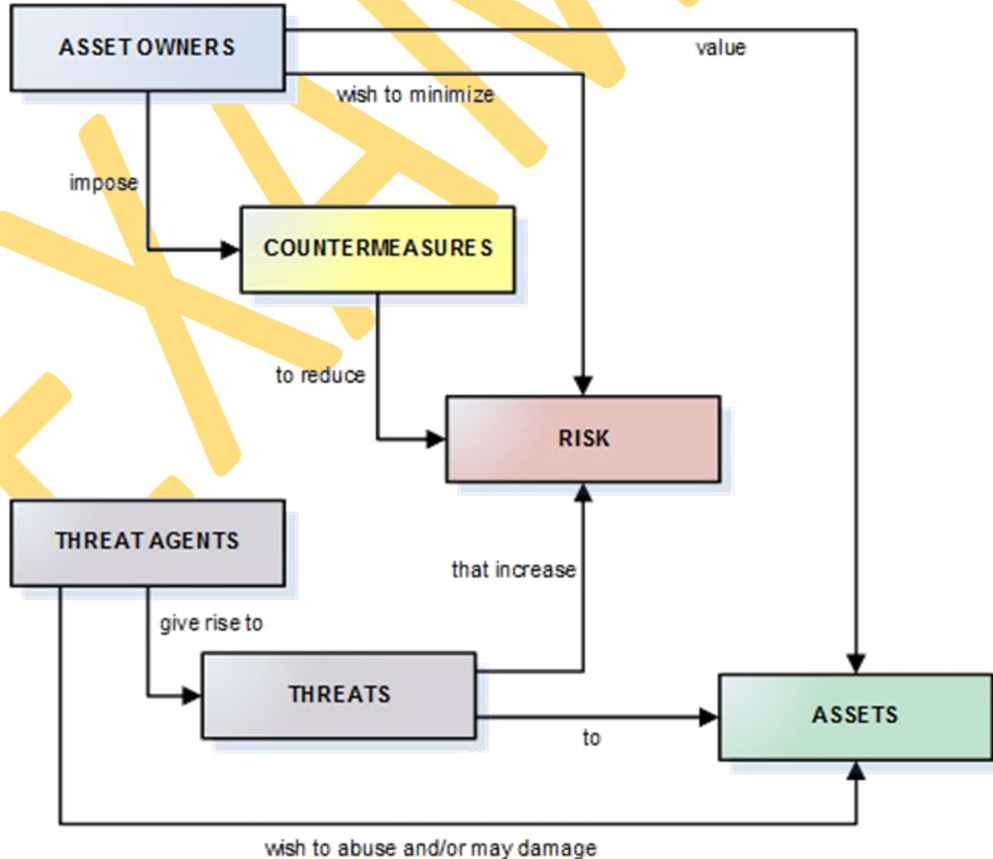 ASSET OWNERS
value
wish to minimize
impose
COUNTERMEASURES
to reduce
RISK
THREAT AGENTS
that increase
give rise to
THREATS
ASSETS
to
wish to abuse and/or may damage